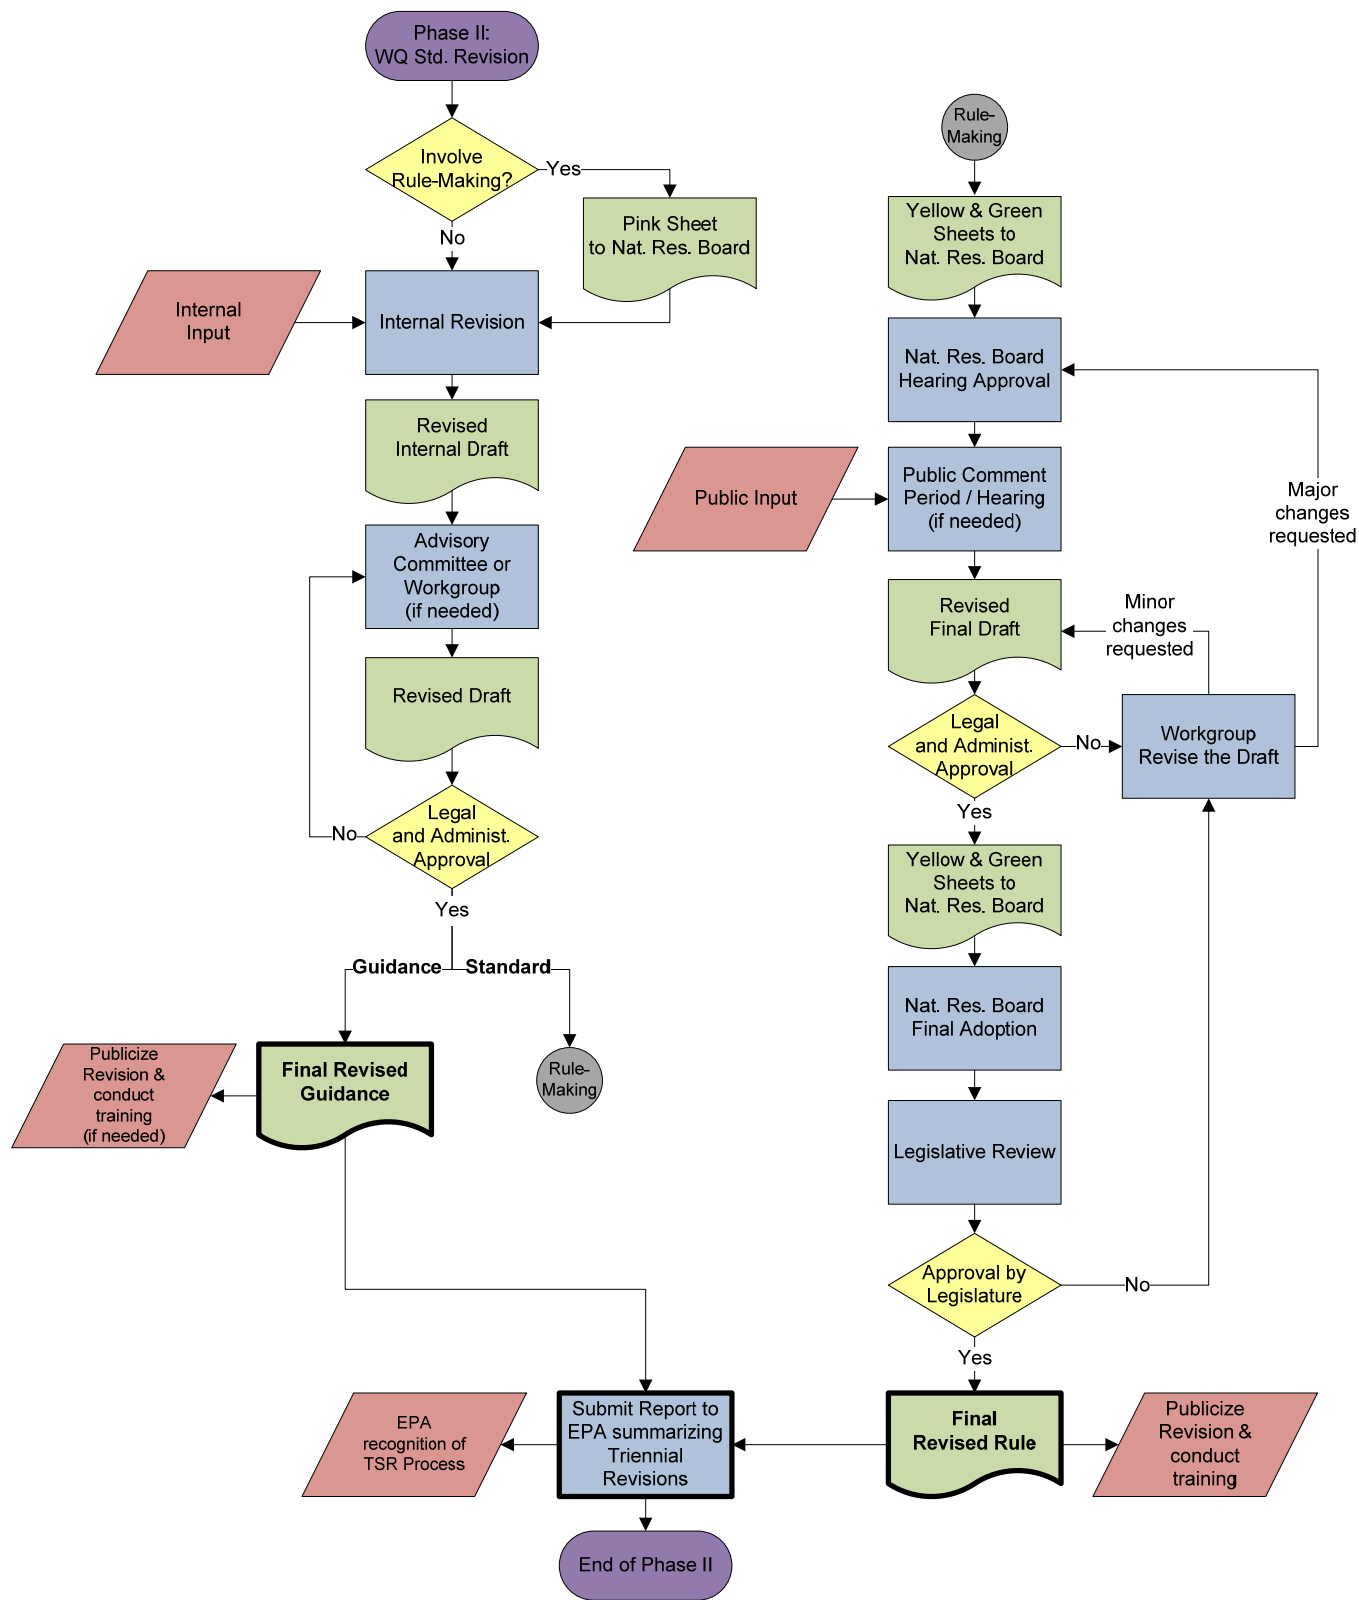 Phase II:
WQ Std. Revision
Involve
Rule-Making?
Yes
No
Pink Sheet
to Nat. Res. Board
Internal
Input
Internal Revision
Revised
Internal Draft
Advisory
Committee or
Workgroup
(if needed)
Revised Draft
Legal
and Administ.
Approval
No
Yes
Guidance
Standard
Publicize
Revision &
conduct
training
(if needed)
Final Revised
Guidance
Rule-
Making
Rule-
Making
Yellow & Green
Sheets to
Nat. Res. Board
Nat. Res. Board
Hearing Approval
Public Input
Public Comment
Period / Hearing
(if needed)
Major
changes
requested
Revised
Final Draft
Minor
changes
requested
Legal
and Administ.
Approval
No
Workgroup
Revise the Draft
Yes
Yellow & Green
Sheets to
Nat. Res. Board
Nat. Res. Board
Final Adoption
Legislative Review
Approval by
Legislature
No
Yes
EPA
recognition of
TSR Process
Submit Report to
EPA summarizing
Triennial
Revisions
Final
Revised Rule
Publicize
Revision &
conduct
training
End of Phase II